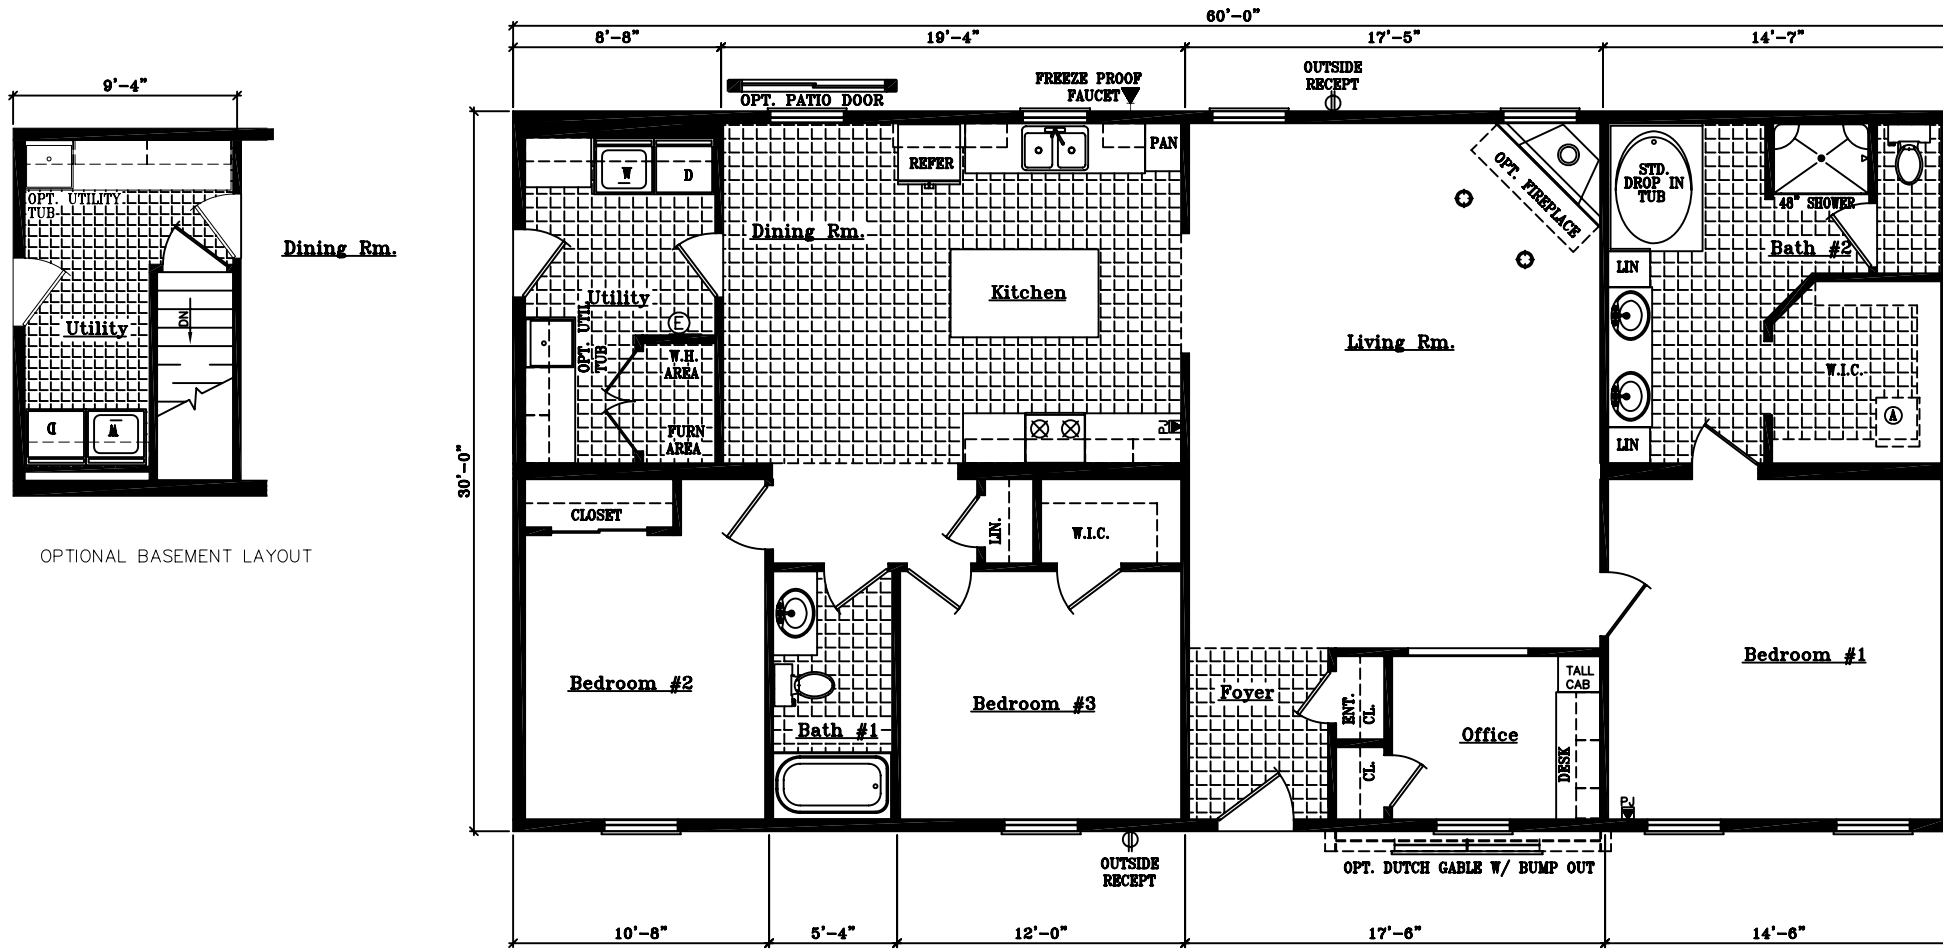 60'-0"
8'-8"
19'-4"
17'-5"
14'-7"
9'-4"
OPT. PATIO DOOR
FREEZE PROOF
FAUCET
OUTSIDE
RECEPT
OPT. UTILITY
TUB
Dining Rm.
Utility
DN
D
W
OPTIONAL BASEMENT LAYOUT
30'-0"
W
D
Utility
OPT. UTIL
TUB
E
W.H.
AREA
FURN
AREA
Dining Rm.
REFER
PAN
Kitchen
PJ
Living Rm.
OPT. FIREPLACE
STD.
DROP IN
TUB
48" SHOWER
Bath #2
LIN
LIN
W.I.C.
A
CLOSET
LIN.
W.I.C.
Bedroom #2
Bath #1
Bedroom #3
Foyer
ENT.
CL.
CL.
Office
TALL
CAB
DESK
Bedroom #1
PJ
OUTSIDE
RECEPT
OPT. DUTCH GABLE W/ BUMP OUT
10'-8"
5'-4"
12'-0"
17'-6"
14'-6"